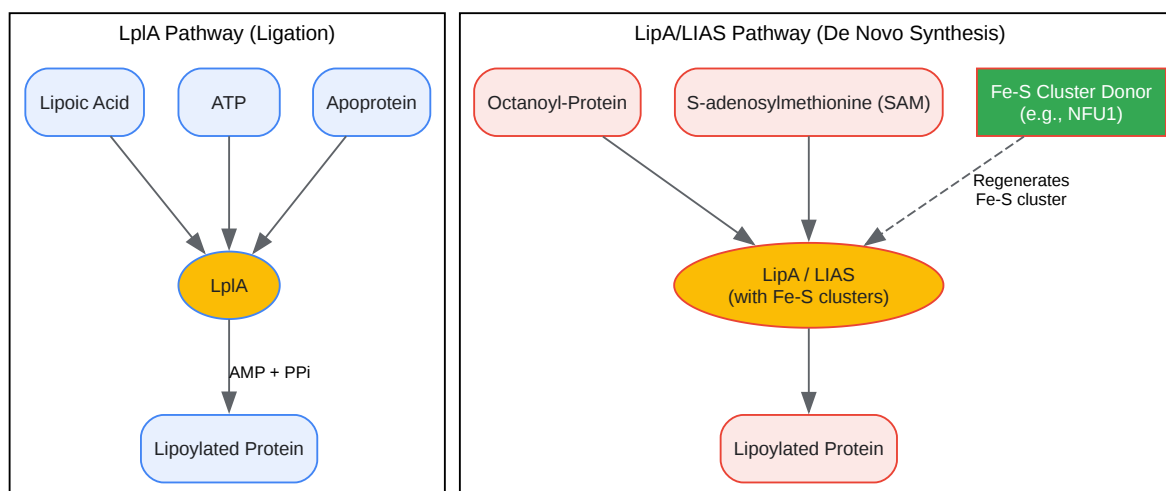 LplA Pathway (Ligation)
Lipoic Acid
ATP
Apoprotein
LplA
AMP + PPi
Lipoylated Protein
LipA/LIAS Pathway (De Novo Synthesis)
Octanoyl-Protein
S-adenosylmethionine (SAM)
Fe-S Cluster Donor
(e.g., NFU1)
Regenerates
Fe-S cluster
LipA / LIAS
(with Fe-S clusters)
Lipoylated Protein